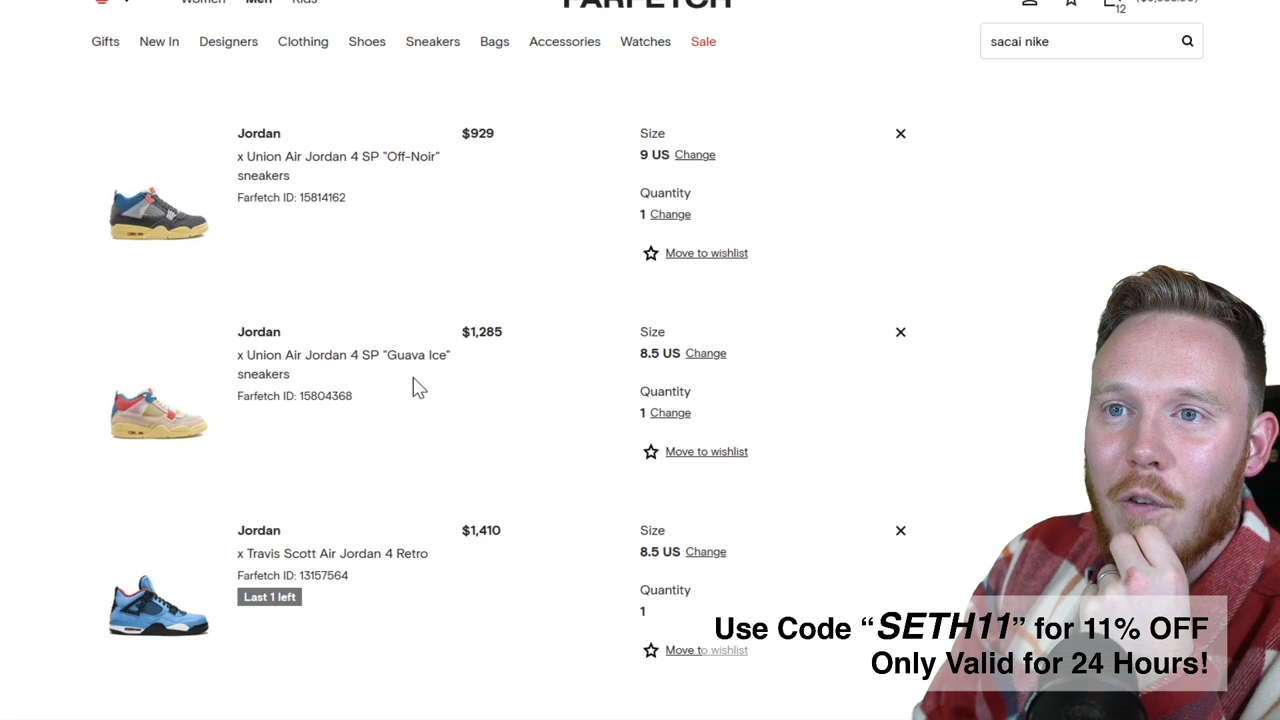 Women Men Kids
FARFETCH
12
Gifts New In Designers Clothing Shoes Sneakers Bags Accessories Watches Sale
sacai nike
Jordan
$929
Size
x Union Air Jordan 4 SP "Off-Noir"
9 US Change
sneakers
Farfetch ID: 15814162
Quantity
1 Change
Move to wishlist
Jordan
$1,285
Size
x Union Air Jordan 4 SP "Guava Ice"
8.5 US Change
sneakers
Farfetch ID: 15804368
Quantity
1 Change
Move to wishlist
Jordan
$1,410
Size
x Travis Scott Air Jordan 4 Retro
8.5 US Change
Farfetch ID: 13157564
Last 1 left
Quantity
1
Move to wishlist
Use Code “SETH11” for 11% OFF
Only Valid for 24 Hours!